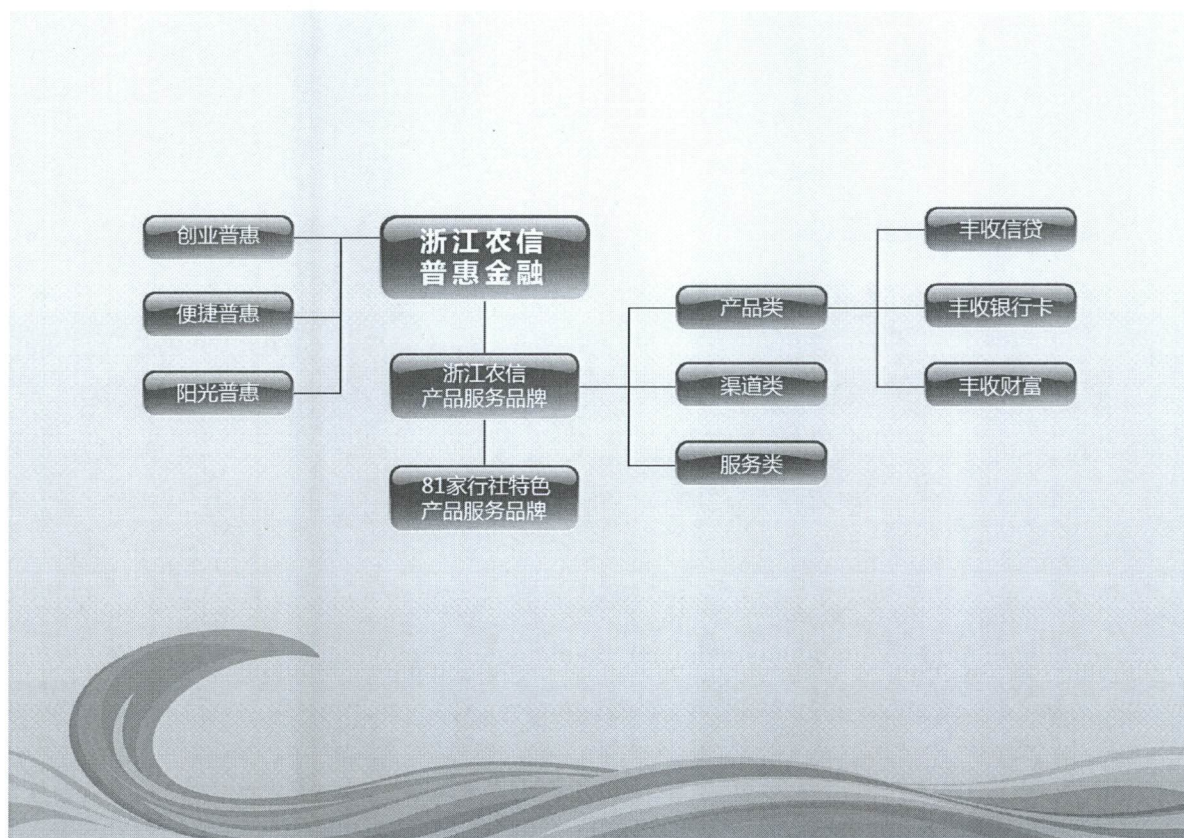 创业普惠
便捷普惠
阳光普惠
浙江农信
普惠金融
浙江农信
产品服务品牌
81家行社特色
产品服务品牌
产品类
渠道类
服务类
丰收信贷
丰收银行卡
丰收财富